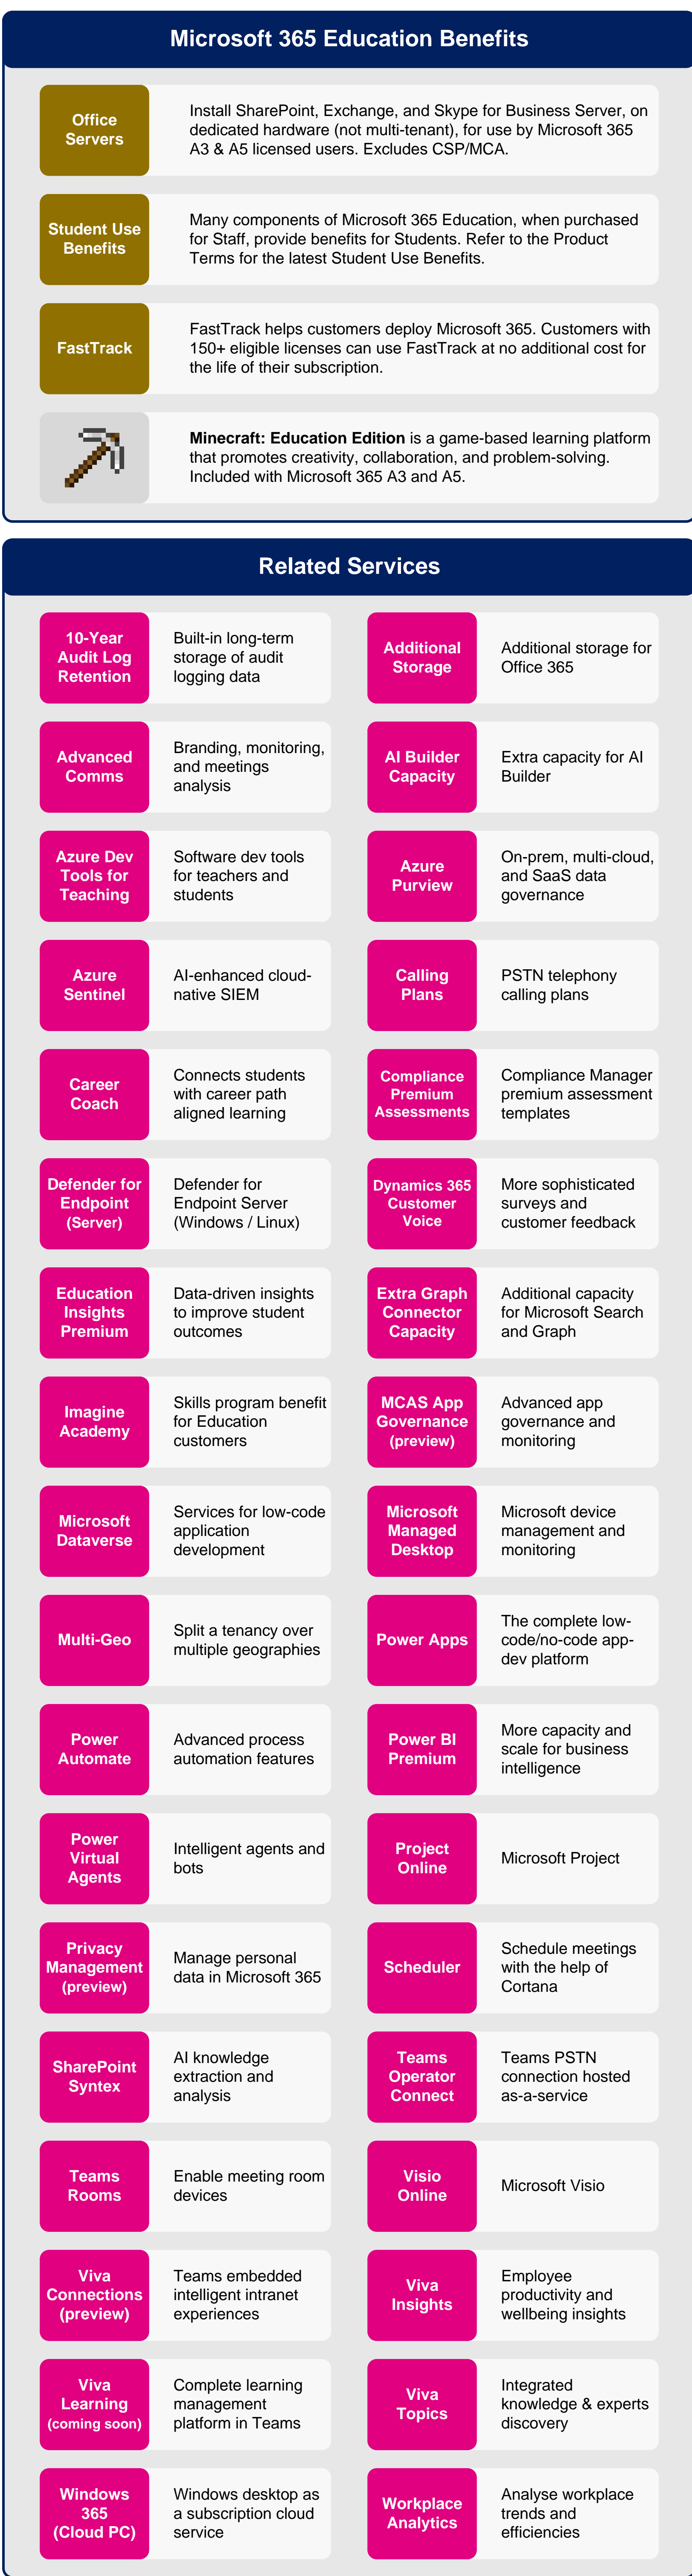 Microsoft 365 Education Benefits
Office
Servers
Install SharePoint, Exchange, and Skype for Business Server, on
dedicated hardware (not multi-tenant), for use by Microsoft 365
A3 & A5 licensed users. Excludes CSP/MCA.
Student Use
Benefits
Many components of Microsoft 365 Education, when purchased
for Staff, provide benefits for Students. Refer to the Product
Terms for the latest Student Use Benefits.
FastTrack
FastTrack helps customers deploy Microsoft 365. Customers with
150+ eligible licenses can use FastTrack at no additional cost for
the life of their subscription.
Minecraft: Education Edition is a game-based learning platform
that promotes creativity, collaboration, and problem-solving.
Included with Microsoft 365 A3 and A5.
Related Services
10-Year
Audit Log
Retention
Built-in long-term
storage of audit
logging data
Additional
Storage
Additional storage for
Office 365
Advanced
Comms
Branding, monitoring,
and meetings
analysis
AI Builder
Capacity
Extra capacity for AI
Builder
Azure Dev
Tools for
Teaching
Software dev tools
for teachers and
students
Azure
Purview
On-prem, multi-cloud,
and SaaS data
governance
Azure
Sentinel
AI-enhanced cloud-
native SIEM
Calling
Plans
PSTN telephony
calling plans
Career
Coach
Connects students
with career path
aligned learning
Compliance
Premium
Assessments
Compliance Manager
premium assessment
templates
Defender for
Endpoint
(Server)
Defender for
Endpoint Server
(Windows / Linux)
Dynamics 365
Customer
Voice
More sophisticated
surveys and
customer feedback
Education
Insights
Premium
Data-driven insights
to improve student
outcomes
Extra Graph
Connector
Capacity
Additional capacity
for Microsoft Search
and Graph
Imagine
Academy
Skills program benefit
for Education
customers
MCAS App
Governance
(preview)
Advanced app
governance and
monitoring
Microsoft
Dataverse
Services for low-code
application
development
Microsoft
Managed
Desktop
Microsoft device
management and
monitoring
Multi-Geo
Split a tenancy over
multiple geographies
Power Apps
The complete low-
code/no-code app-
dev platform
Power
Automate
Advanced process
automation features
Power BI
Premium
More capacity and
scale for business
intelligence
Power
Virtual
Agents
Intelligent agents and
bots
Project
Online
Microsoft Project
Privacy
Management
(preview)
Manage personal
data in Microsoft 365
Scheduler
Schedule meetings
with the help of
Cortana
SharePoint
Syntex
AI knowledge
extraction and
analysis
Teams
Operator
Connect
Teams PSTN
connection hosted
as-a-service
Teams
Rooms
Enable meeting room
devices
Visio
Online
Microsoft Visio
Viva
Connections
(preview)
Teams embedded
intelligent intranet
experiences
Viva
Insights
Employee
productivity and
wellbeing insights
Viva
Learning
(coming soon)
Complete learning
management
platform in Teams
Viva
Topics
Integrated
knowledge & experts
discovery
Windows
365
(Cloud PC)
Windows desktop as
a subscription cloud
service
Workplace
Analytics
Analyse workplace
trends and
efficiencies